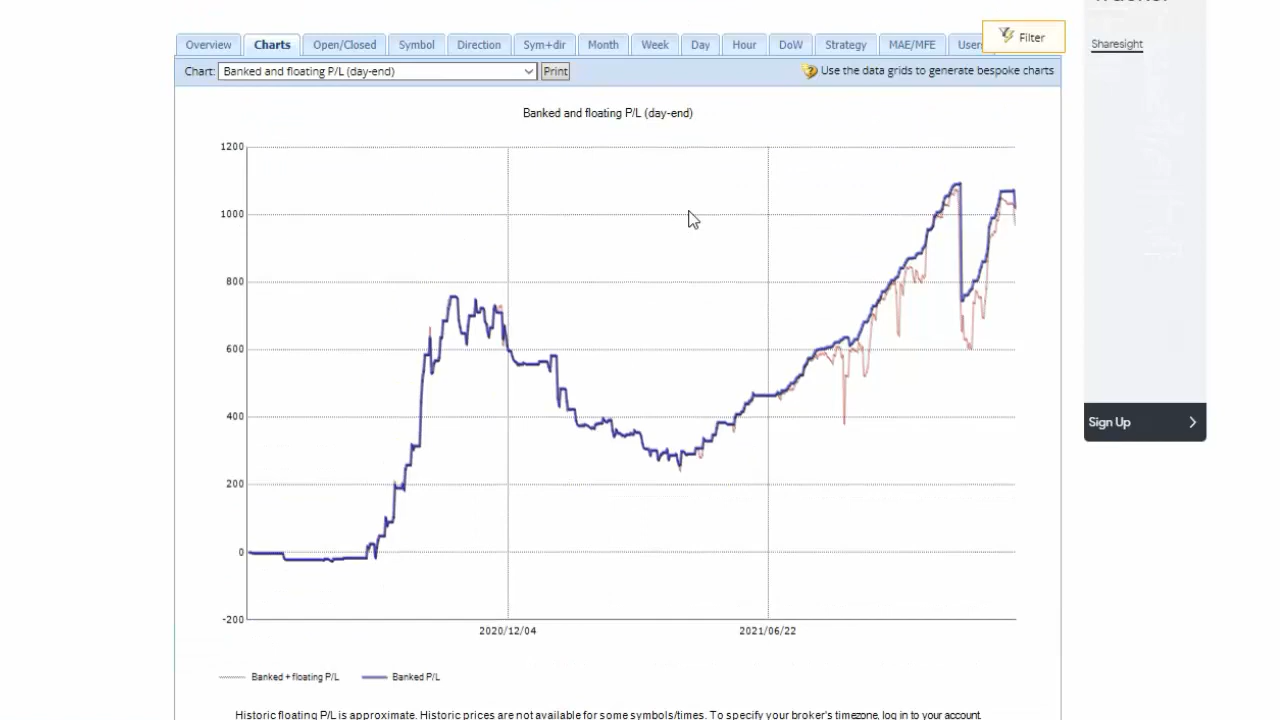 Overview Charts Open/Closed Symbol Direction Sym+dir Month Week Day Hour DoW Strategy MAE/MFE User Filter
Sharesight
Chart: Banked and floating P/L (day-end) Print Use the data grids to generate bespoke charts
Banked and floating P/L (day-end)
1200
1000
800
600
400
200
0
-200
2020/12/04 2021/06/22
Banked + floating P/L Banked P/L
Sign Up
Historic floating P/L is approximate. Historic prices are not available for some symbols/times. To specify your broker's timezone, log in to your account.